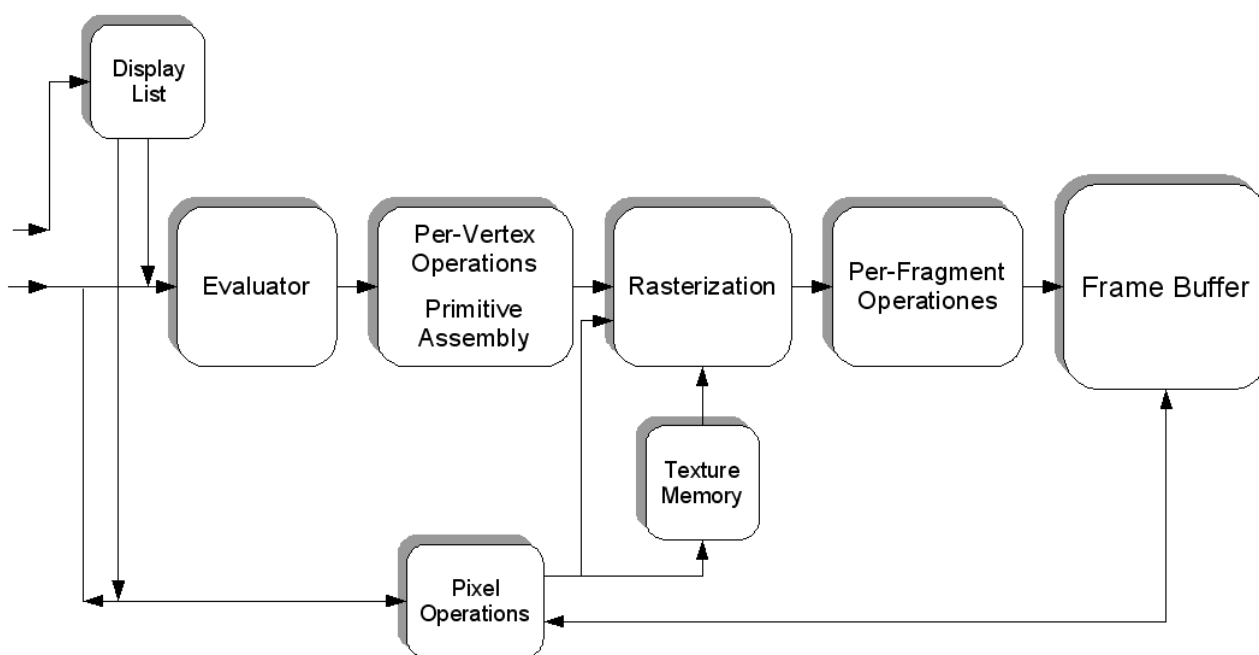 Display
List
Evaluator
Per-Vertex
Operations
Primitive
Assembly
Rasterization
Per-Fragment
Operationes
Frame Buffer
Texture
Memory
Pixel
Operations